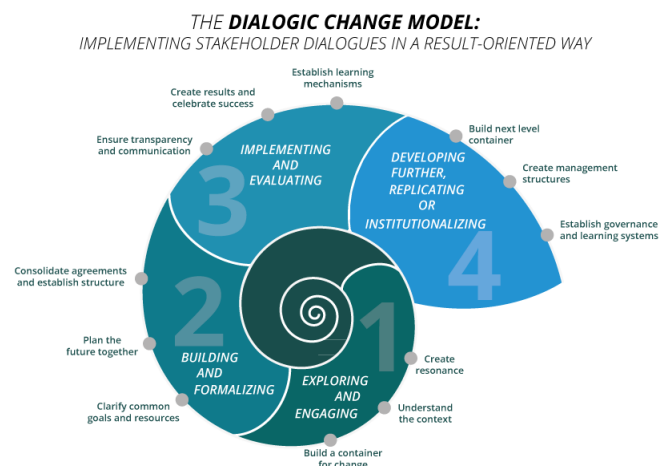 THE DIALOGIC CHANGE MODEL:
IMPLEMENTING STAKEHOLDER DIALOGUES IN A RESULT-ORIENTED WAY
1
EXPLORING
AND
ENGAGING
Create
resonance
Understand
the context
Build a container
for change
2
BUILDING
AND
FORMALIZING
Clarify common
goals and resources
Plan the
future together
Consolidate agreements
and establish structure
3
IMPLEMENTING
AND
EVALUATING
Ensure transparency
and communication
Create results and
celebrate success
Establish learning
mechanisms
4
DEVELOPING
FURTHER,
REPLICATING
OR
INSTITUTIONALIZING
Build next level
container
Create management
structures
Establish governance
and learning systems